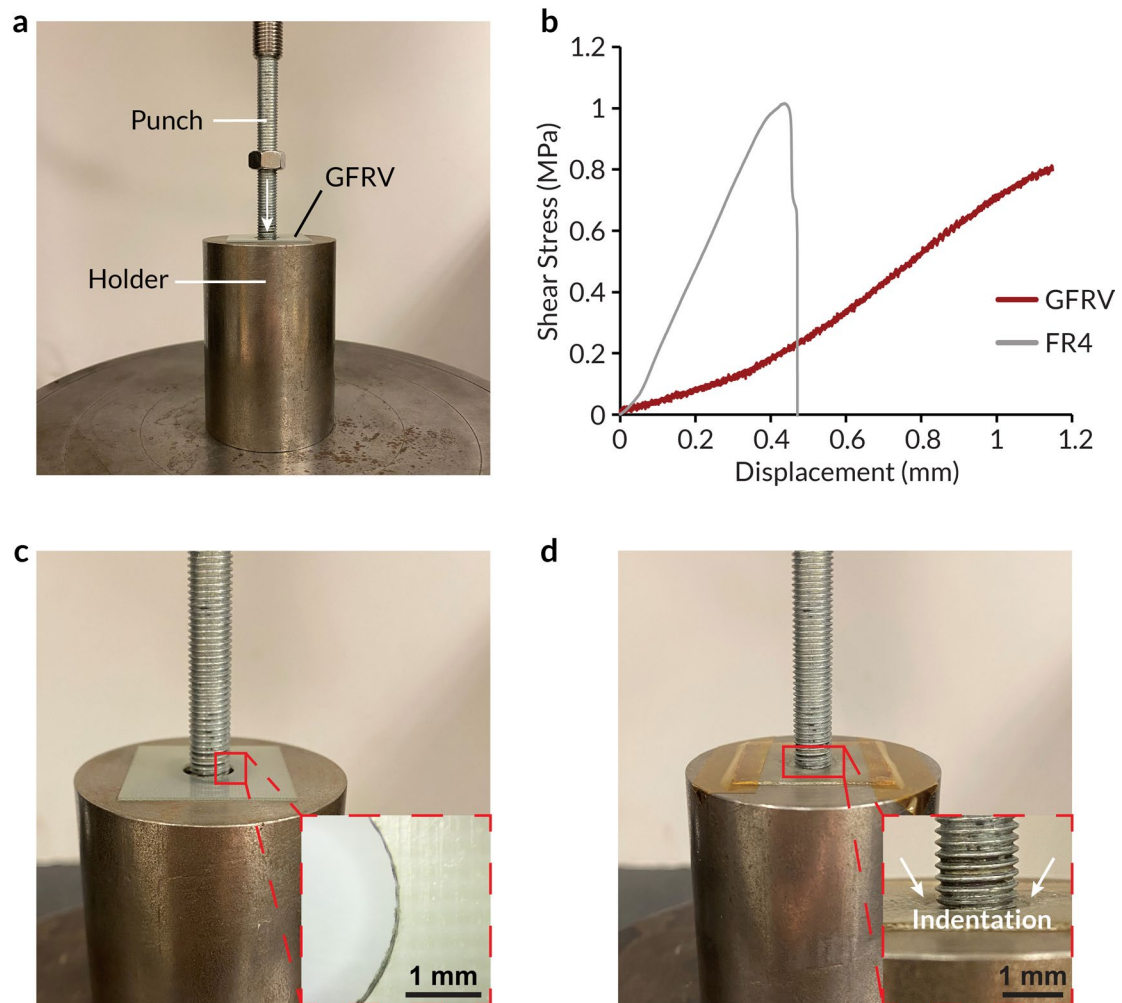 a
Punch
GFRV
Holder
b
1.2
1
0.8
0.6
0.4
0.2
0
Shear Stress (MPa)
0
0.2
0.4
0.6
0.8
1
1.2
Displacement (mm)
GFRV
FR4
c
1 mm
d
Indentation
1 mm